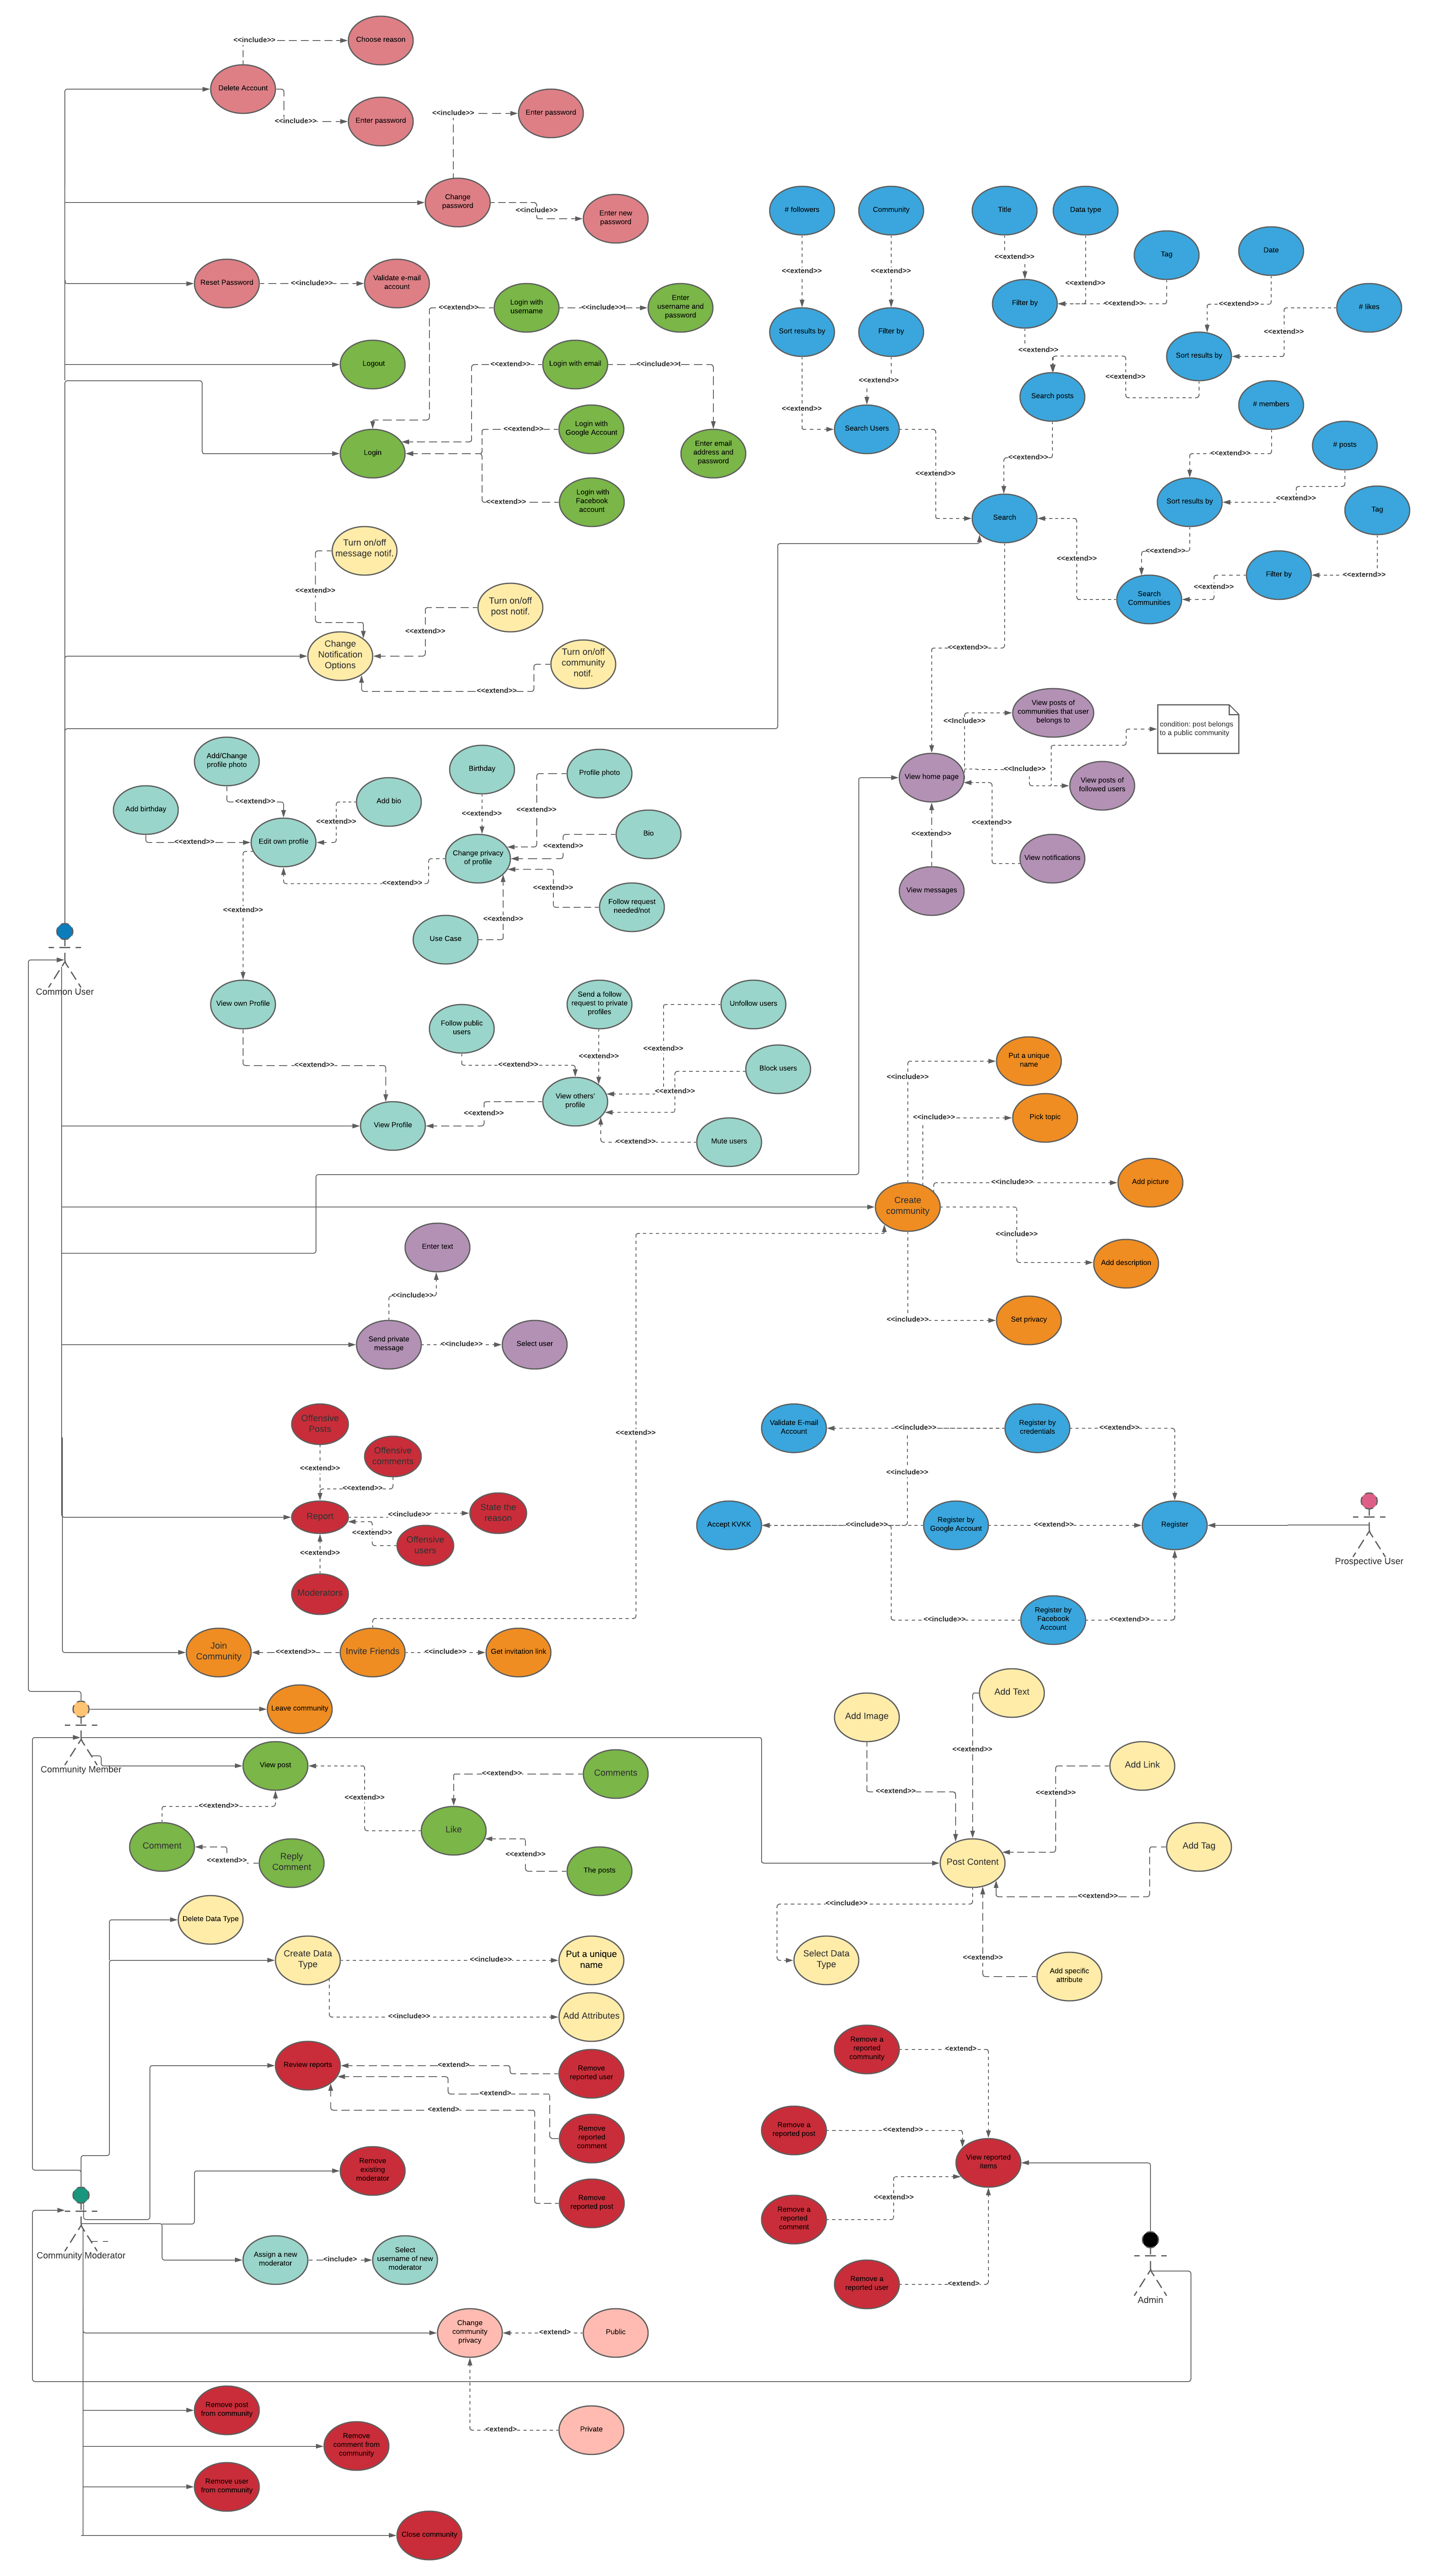 <<include>>
Choose reason
Delete Account
<<include>>
Enter password
<<include>>
Enter password
Change
password
<<include>>
Enter new
password
Reset Password
<<include>>
Validate e-mail
account
<<extend>>
Login with
username
<<include>>t
Enter
username and
password
Logout
<<extend>>
Login with email
<<include>>t
<<extend>>
Login with
Google Account
Login
Enter email
address and
password
<<extend>>
Login with
Facebook
account
# followers
Community
Title
Data type
Tag
Date
<<extend>>
<<extend>>
<<extend>>
<<extend>>
<<extend>>
<<extend>>
# likes
Sort results by
Filter by
Filter by
<<extend>>
<<extend>>
Sort results by
<<extend>>
<<extend>>
Search posts
# members
<<extend>>
Search Users
# posts
<<extend>>
<<extend>>
<<extend>>
Sort results by
<<extend>>
Tag
Search
<<extend>>
<<extend>>
Filter by
<<externd>>
<<extend>>
Search
Communities
Turn on/off
message notif.
<<extend>>
Turn on/off
post notif.
<<extend>>
Change
Notification
Options
Turn on/off
community
notif.
<<extend>>
<<extend>>
View posts of
communities that user
belongs to
<<Include>>
condition: post belongs
to a public community
View home page
<<Include>>
View posts of
followed users
<<extend>>
<<extend>>
View notifications
View messages
Add/Change
profile photo
Birthday
Profile photo
Add birthday
<<extend>>
Add bio
<<extend>>
<<extend>>
<<extend>>
Edit own profile
<<extend>>
Bio
Change privacy
of profile
<<extend>>
<<extend>>
<<extend>>
Follow request
needed/not
<<extend>>
<<extend>>
Use Case
Common User
View own Profile
Send a follow
request to private
profiles
Unfollow users
Follow public
users
<<extend>>
<<extend>>
<<extend>>
<<extend>>
Block users
<<extend>>
View others'
profile
<<extend>>
View Profile
<<extend>>
Mute users
Put a unique
name
<<include>>
<<include>>
Pick topic
<<include>>
Add picture
Create
community
<<include>>
Add description
<<include>>
Set privacy
Enter text
<<include>>
Send private
message
<<include>>
Select user
Offensive
Posts
Offensive
comments
<<extend>>
<<extend>>
Report
<<include>>
State the
reason
<<extend>>
Offensive
users
<<extend>>
Moderators
<<extend>>
Validate E-mail
Account
<<include>>
Register by
credentials
<<extend>>
<<include>>
Accept KVKK
<<include>>
Register by
Google Account
<<extend>>
Register
Prospective User
<<include>>
Register by
Facebook
Account
<<extend>>
Join
Community
<<extend>>
Invite Friends
<<include>>
Get invitation link
Leave community
Community Member
View post
<<extend>>
Comments
<<extend>>
<<extend>>
Like
Comment
<<extend>>
Reply
Comment
<<extend>>
The posts
Add Image
Add Text
<<extend>>
Add Link
<<extend>>
<<extend>>
Add Tag
Post Content
<<extend>>
<<include>>
Select Data
Type
<<extend>>
Add specific
attribute
Delete Data Type
Create Data
Type
<<include>>
Put a unique
name
<<include>>
Add Attributes
Review reports
<extend>
Remove
reported user
<<extend>
<<extend>
Remove
reported
comment
Remove
existing
moderator
Remove
reported post
Remove a
reported
community
<extend>
Remove a
reported post
<<extend>>
View reported
items
<<extend>>
Remove a
reported
comment
Remove a
reported user
<extend>
Admin
Community Moderator
Assign a new
moderator
<include>
Select
username of new
moderator
Change
community
privacy
<extend>
Public
<extend>
Private
Remove post
from community
Remove
comment from
community
Remove user
from community
Close community